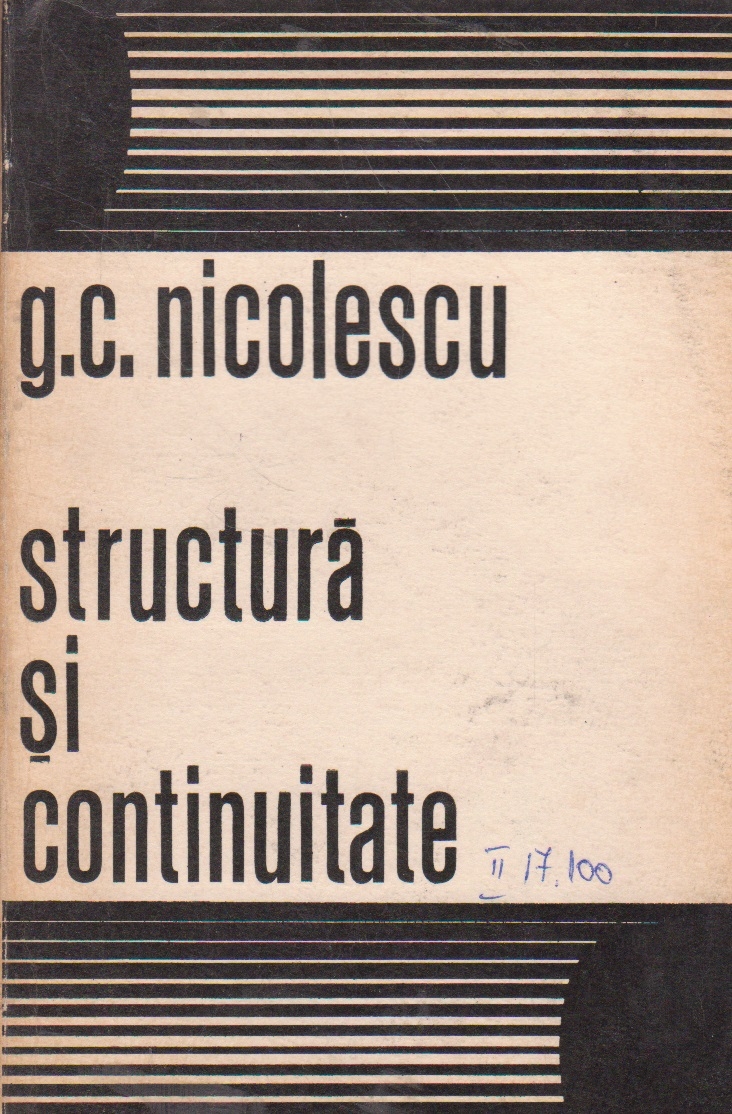 g.c. nicolescu
structură
și
continuitate
II 17.100